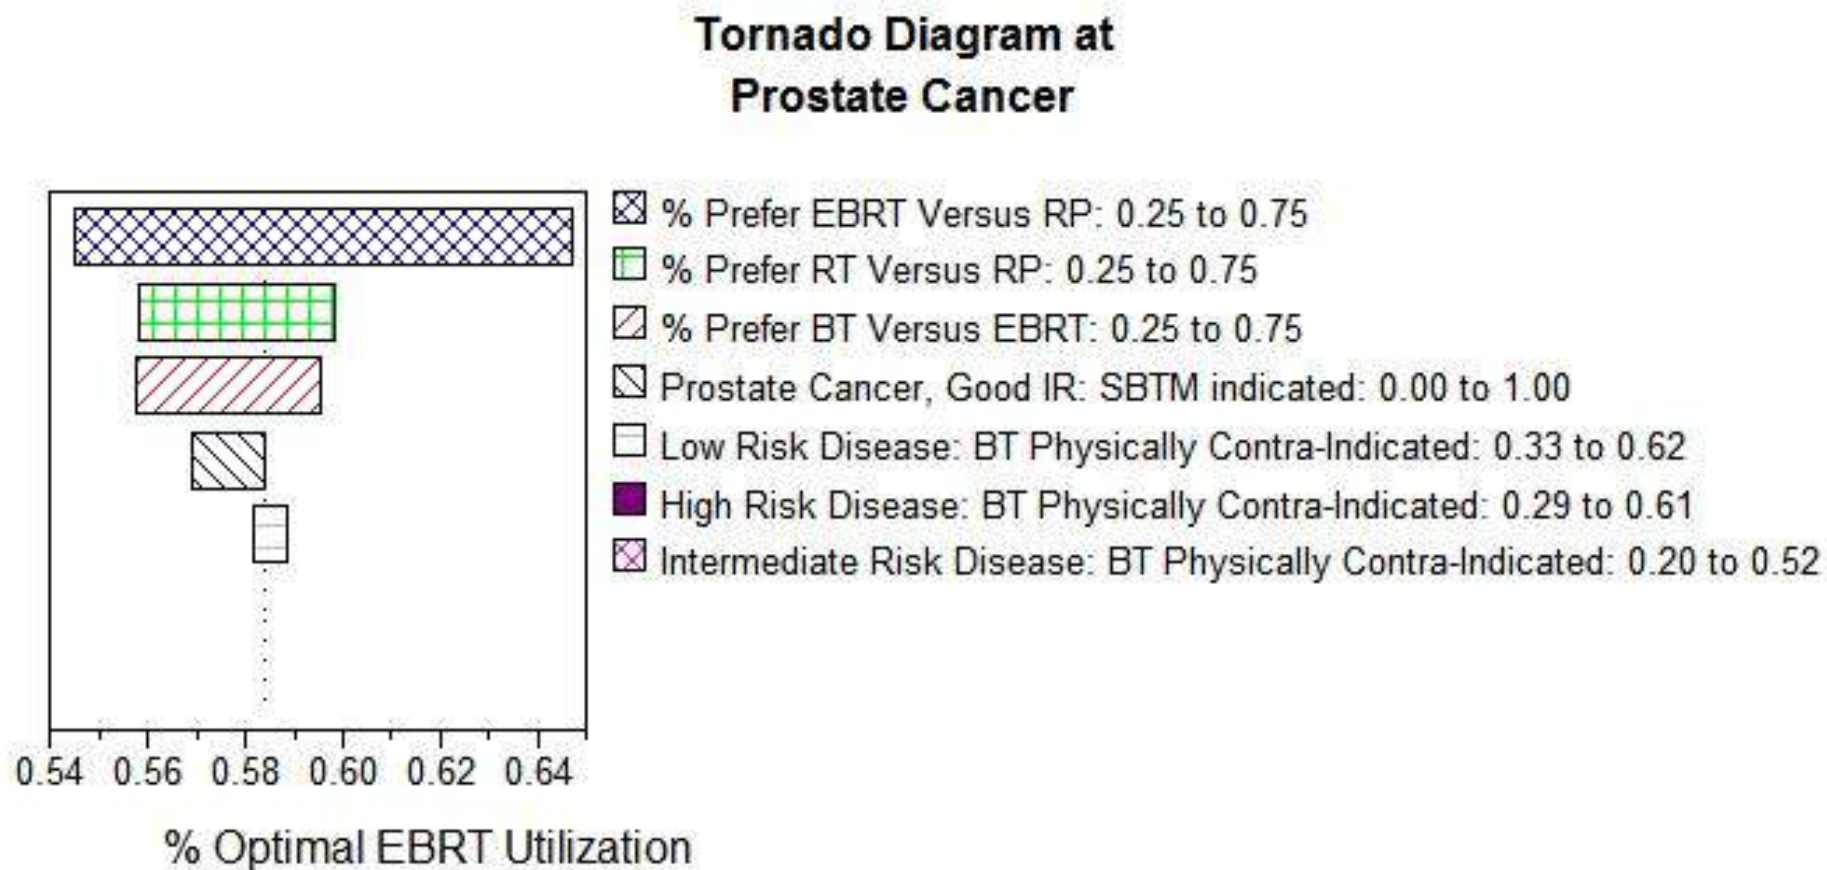 Tornado Diagram at
Prostate Cancer
% Prefer EBRT Versus RP: 0.25 to 0.75
% Prefer RT Versus RP: 0.25 to 0.75
% Prefer BT Versus EBRT: 0.25 to 0.75
Prostate Cancer, Good IR: SBTM indicated: 0.00 to 1.00
Low Risk Disease: BT Physically Contra-Indicated: 0.33 to 0.62
High Risk Disease: BT Physically Contra-Indicated: 0.29 to 0.61
Intermediate Risk Disease: BT Physically Contra-Indicated: 0.20 to 0.52
0.54 0.56 0.58 0.60 0.62 0.64
% Optimal EBRT Utilization